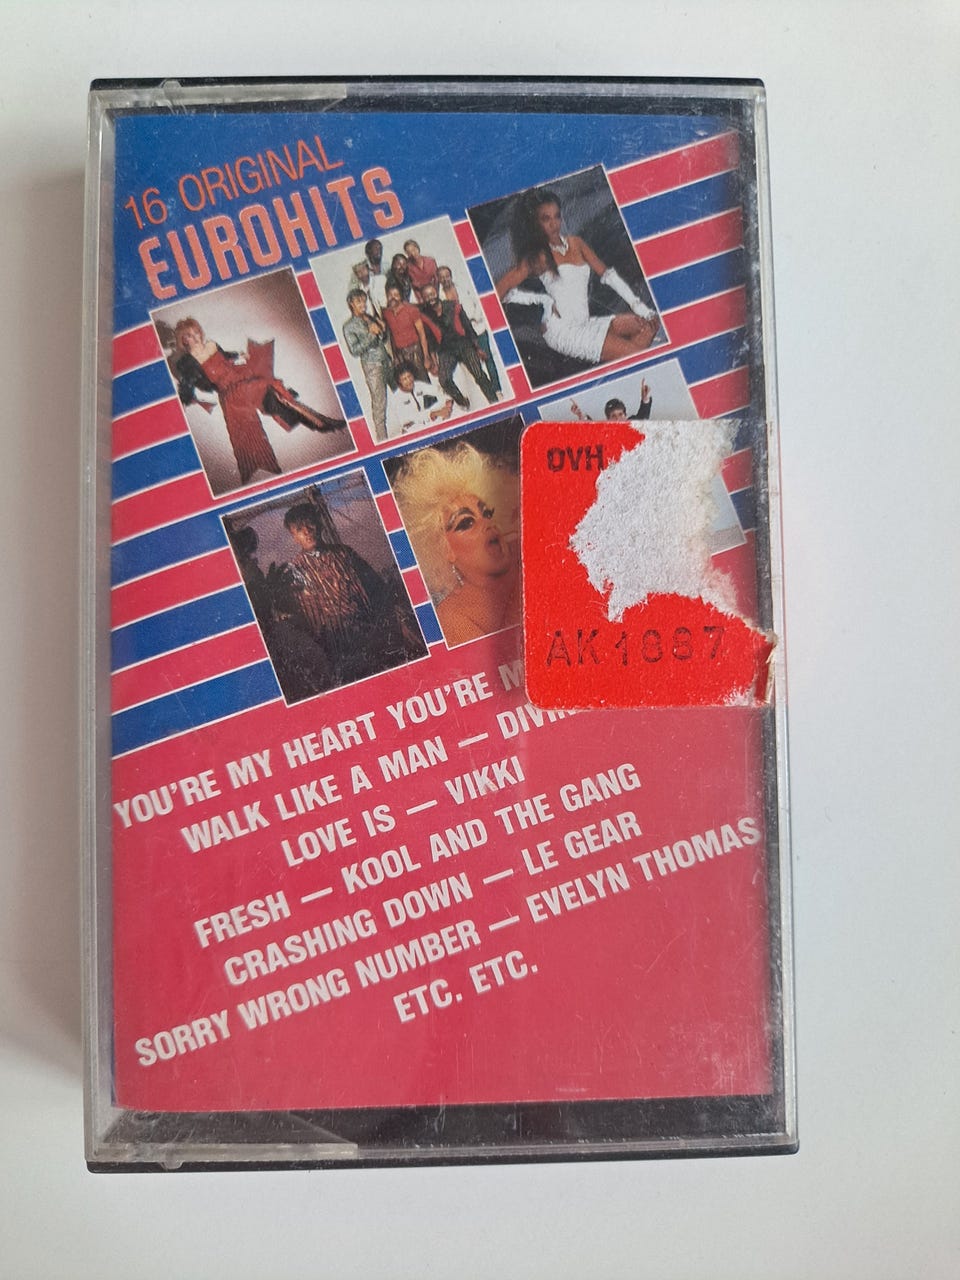 16 ORIGINAL
EUROHITS
OVH
AK1887
YOU'RE MY HEART YOU'RE
WALK LIKE A MAN —
LOVE IS — VIKKI
FRESH — KOOL AND THE GANG
CRASHING DOWN — LE GEAR
SORRY WRONG NUMBER — EVELYN THOMAS
ETC. ETC.